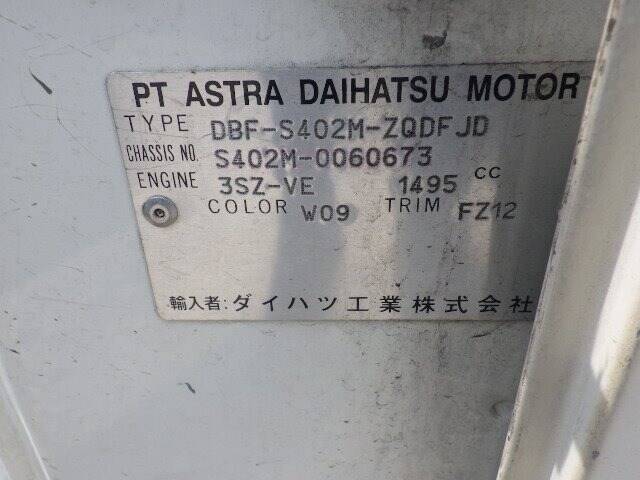 PT ASTRA DAIHATSU MOTOR
TYPE DBF-S402M-ZQDFJD
CHASSIS NO. S402M-0060673
ENGINE 3SZ-VE 1495 CC
COLOR W09 TRIM FZ12
輸入者: ダイハツ工業株式会社